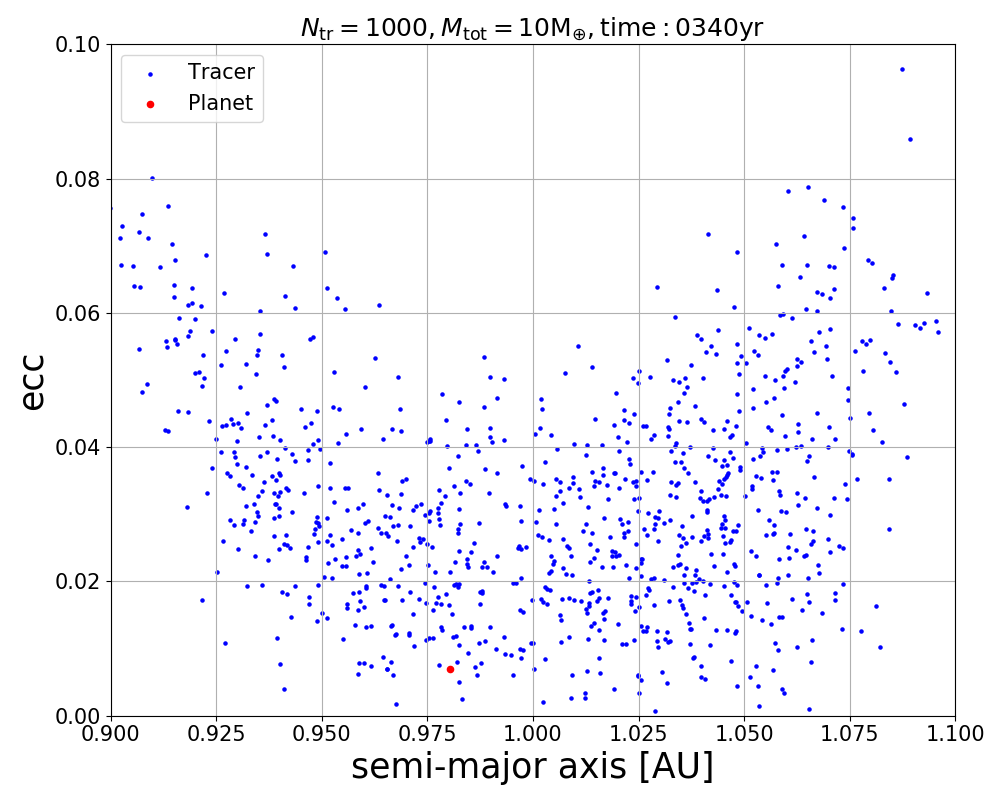 N_tr = 1000, M_tot = 10M_⊕, time : 0340yr
Tracer
Planet
ecc
0.10
0.08
0.06
0.04
0.02
0.00
0.900 0.925 0.950 0.975 1.000 1.025 1.050 1.075 1.100
semi-major axis [AU]